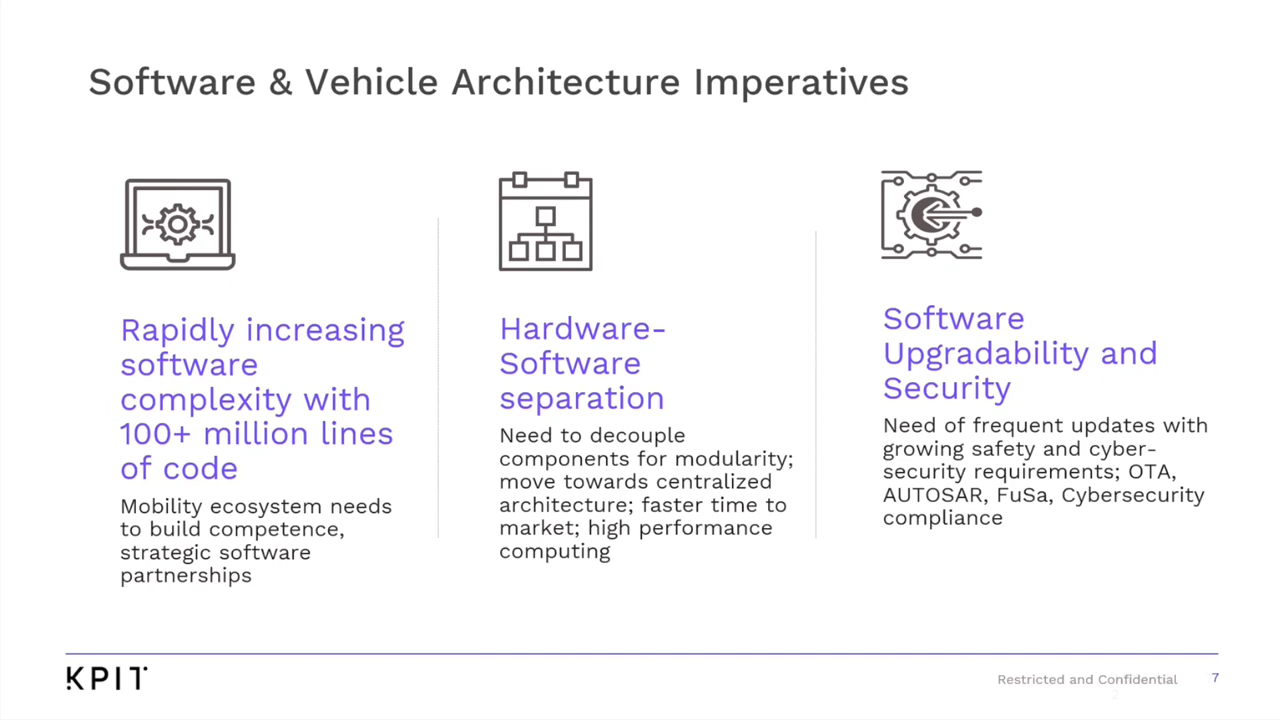 Software & Vehicle Architecture Imperatives
Rapidly increasing
software
complexity with
100+ million lines
of code
Mobility ecosystem needs
to build competence,
strategic software
partnerships
Hardware-
Software
separation
Need to decouple
components for modularity;
move towards centralized
architecture; faster time to
market; high performance
computing
Software
Upgradability and
Security
Need of frequent updates with
growing safety and cyber-
security requirements; OTA,
AUTOSAR, FuSa, Cybersecurity
compliance
KPIT
Restricted and Confidential
7
2